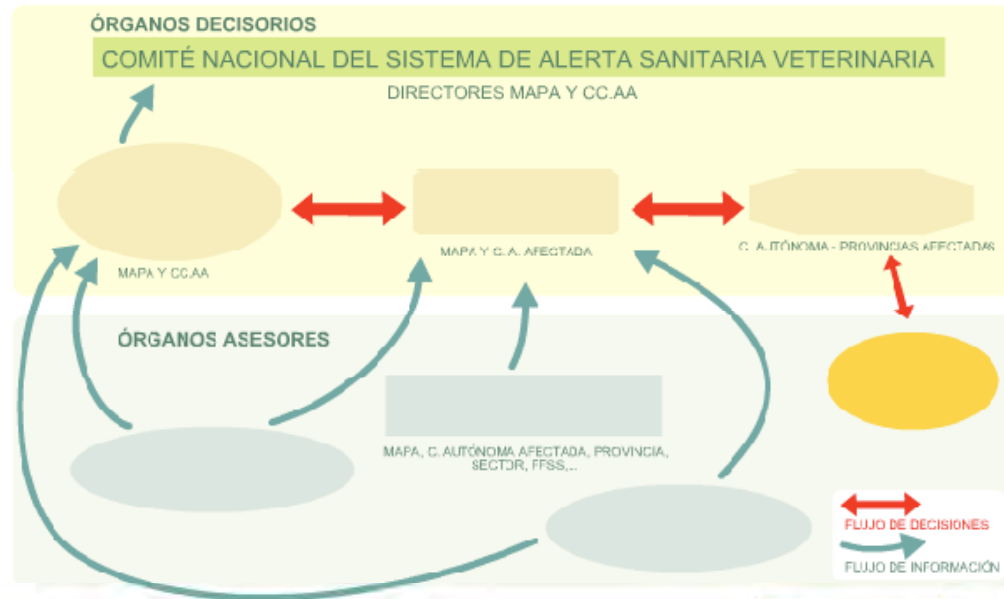 ÓRGANOS DECISORIOS
COMITÉ NACIONAL DEL SISTEMA DE ALERTA SANITARIA VETERINARIA
DIRECTORES MAPA Y CC.AA
MAPA Y CC.AA
MAPA Y C. A. AFECTADA
C. AUTÓNOMA - PROVINCIAS AFECTADAS
ÓRGANOS ASESORES
MAPA, C. AUTÓNOMA AFECTADA, PROVINCIA,
SECTOR, FFSS,...
FLUJO DE DECISIONES
FLUJO DE INFORMACIÓN